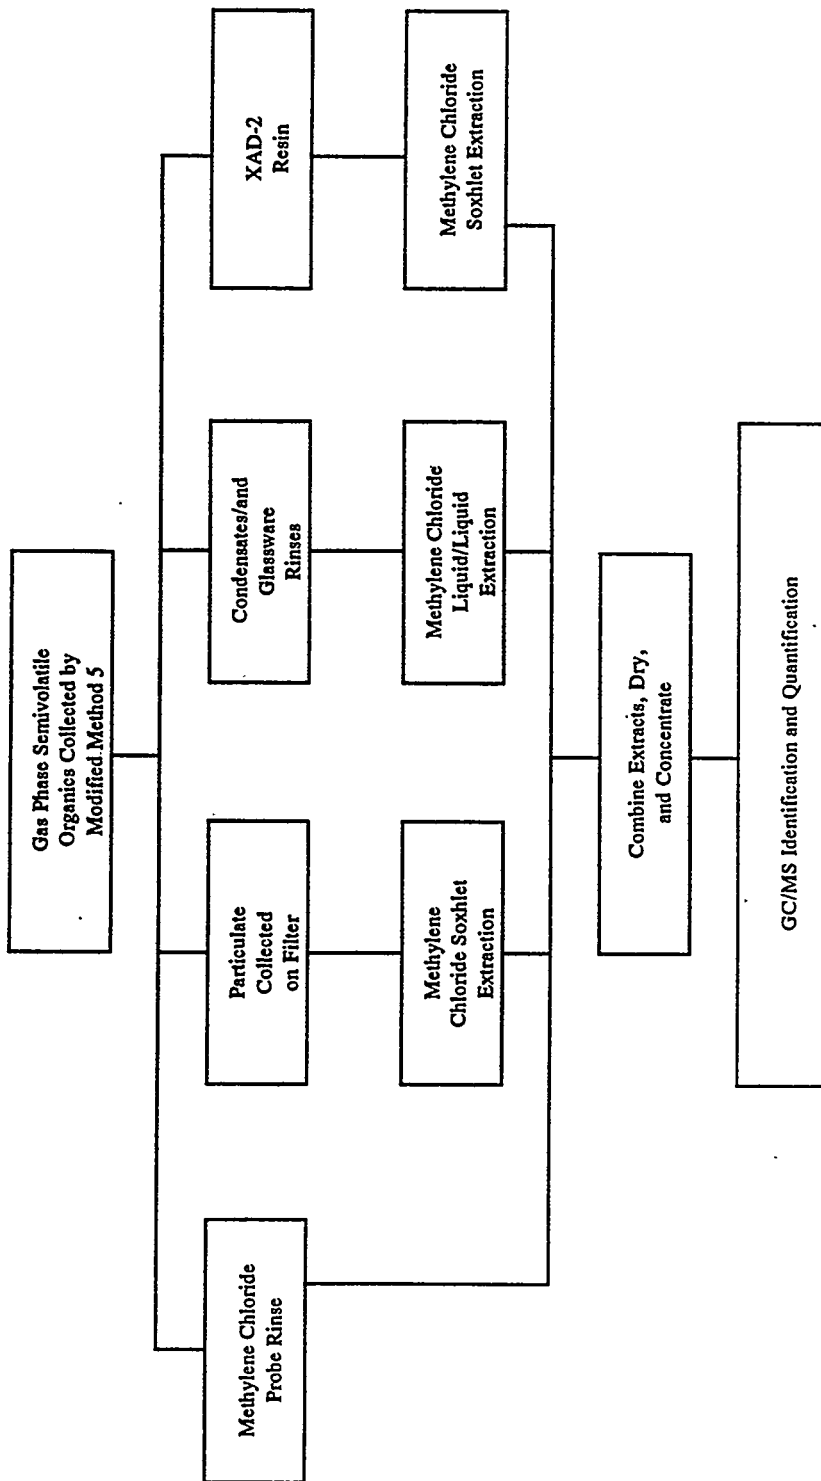 Gas Phase Semivolatile
Organics Collected by
Modified Method 5
Methylene Chloride
Probe Rinse
Particulate
Collected
on Filter
Condensates/and
Glassware
Rinses
XAD-2
Resin
Methylene
Chloride Soxhlet
Extraction
Methylene Chloride
Liquid/Liquid
Extraction
Methylene Chloride
Soxhlet Extraction
Combine Extracts, Dry,
and Concentrate
GC/MS Identification and Quantification